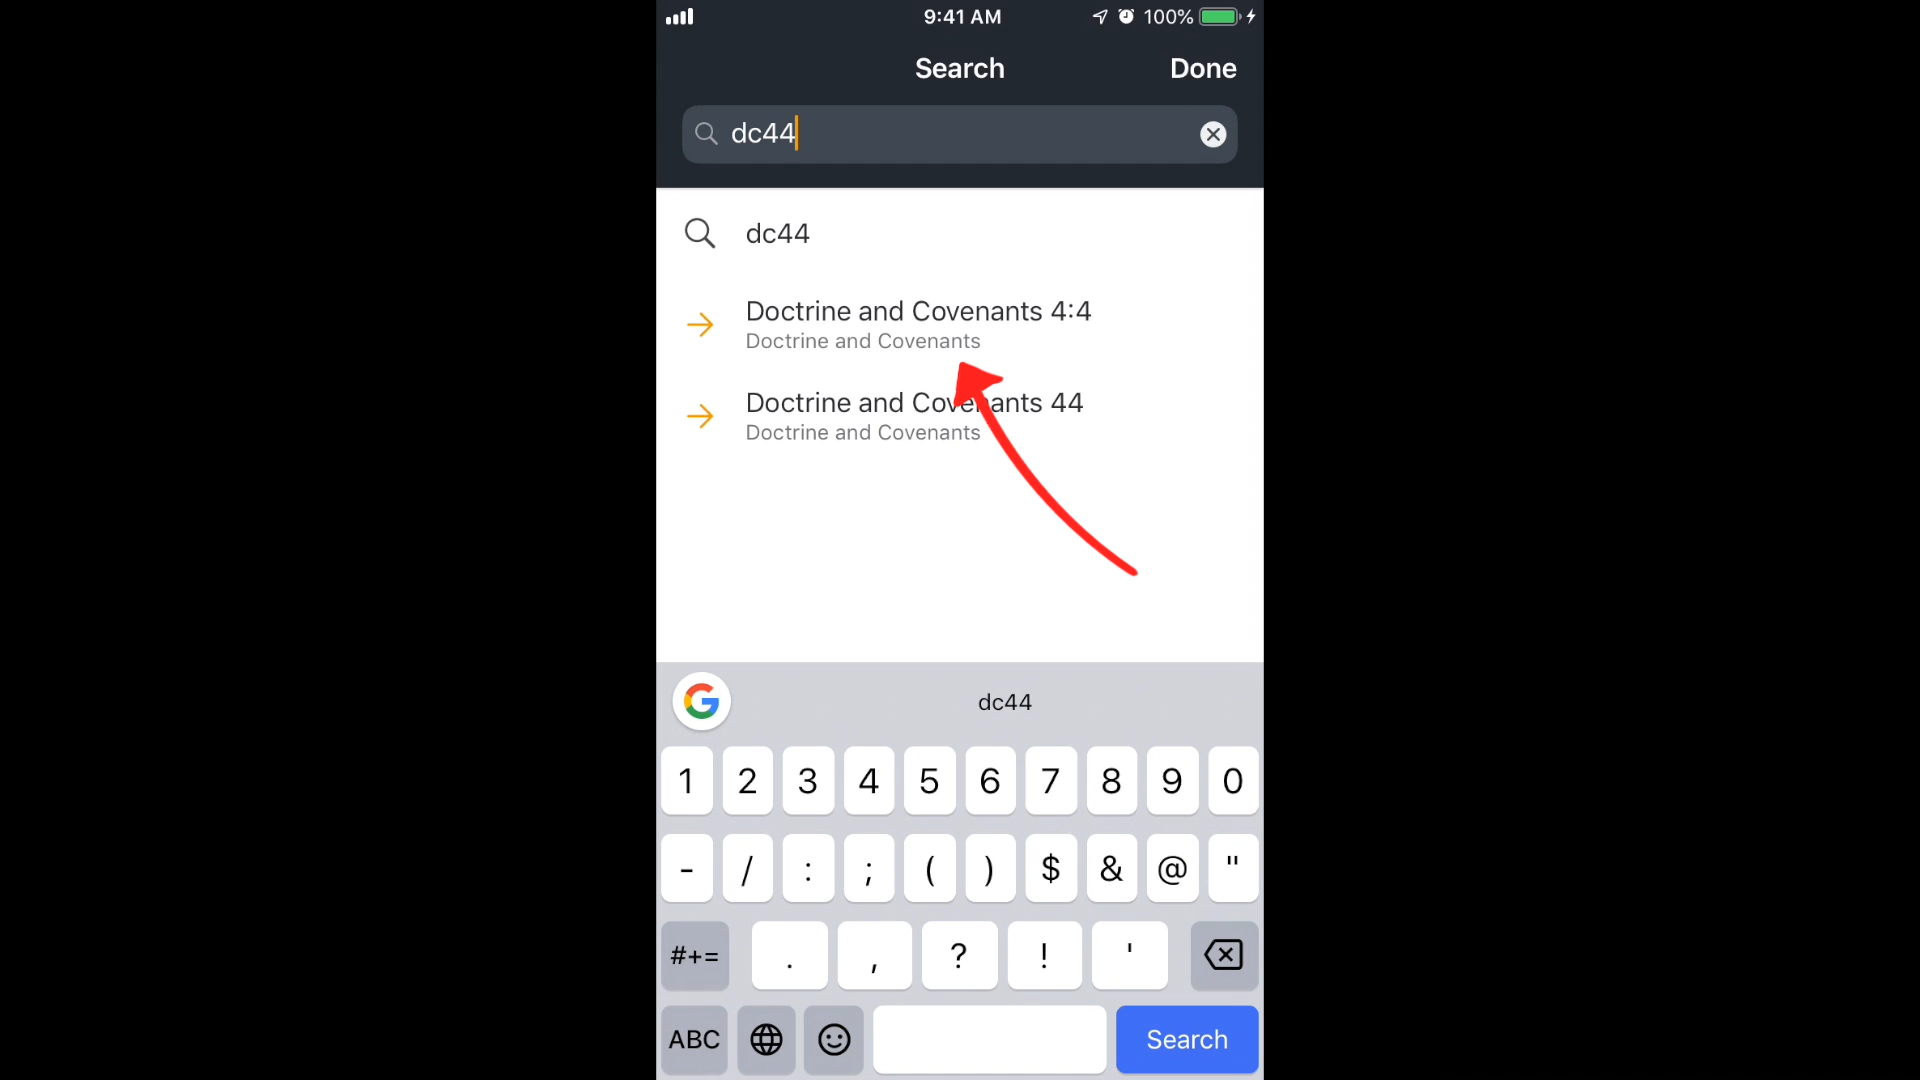 9:41 AM 100%
Search Done
dc44
dc44
Doctrine and Covenants 4:4
Doctrine and Covenants
Doctrine and Covenants 44
Doctrine and Covenants
G dc44
1 2 3 4 5 6 7 8 9 0
- / : ; ( ) $ & @ "
#+= . , ? ! '
ABC Search